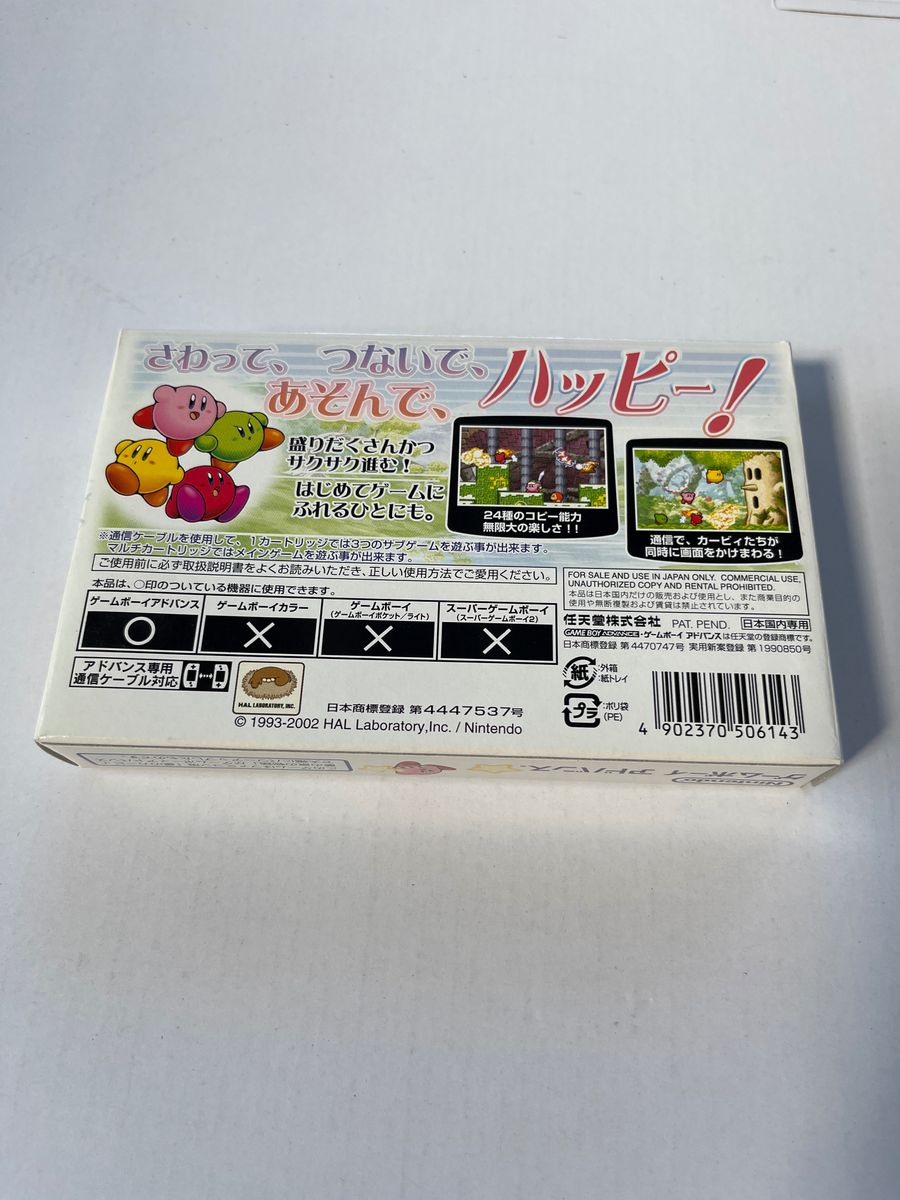 さわって、つないで、
あそんで、
ハッピー!
盛りだくさんかつ
サクサク進む!
はじめてゲームに
ふれるひとにも。
24種のコピー能力
無限大の楽しさ!!
通信で、カービィたちが
同時に画面をかけまわる!
※通信ケーブルを使用して、1カートリッジでは3つのサブゲームを遊ぶ事が出来ます。
マルチカートリッジではメインゲームを遊ぶ事が出来ます。
ご使用前に必ず取扱説明書をよくお読みいただき、正しい使用方法でご愛用ください。
本品は、○印のついている機器に使用できます。
ゲームボーイアドバンス
ゲームボーイカラー
ゲームボーイ
(ゲームボーイポケット/ライト)
スーパーゲームボーイ
(スーパーゲームボーイ2)
○ × × ×
FOR SALE AND USE IN JAPAN ONLY. COMMERCIAL USE,
UNAUTHORIZED COPY AND RENTAL PROHIBITED.
本品は日本国内だけの販売および使用とし、また商業目的の
使用や無断複製および賃貸は禁止されています。
任天堂株式会社 PAT. PEND. 日本国内専用
GAME BOY ADVANCE・ゲームボーイ アドバンスは任天堂の登録商標です。
日本商標登録 第4470747号 実用新案登録 第1990850号
アドバンス専用
通信ケーブル対応
HAL LABORATORY, INC.
日本商標登録 第4447537号
© 1993-2002 HAL Laboratory,Inc. / Nintendo
紙
:外箱
:紙トレイ
プラ
:ポリ袋
(PE)
4 902370 506143
Nintendo
ゲームボーイ アドバンス